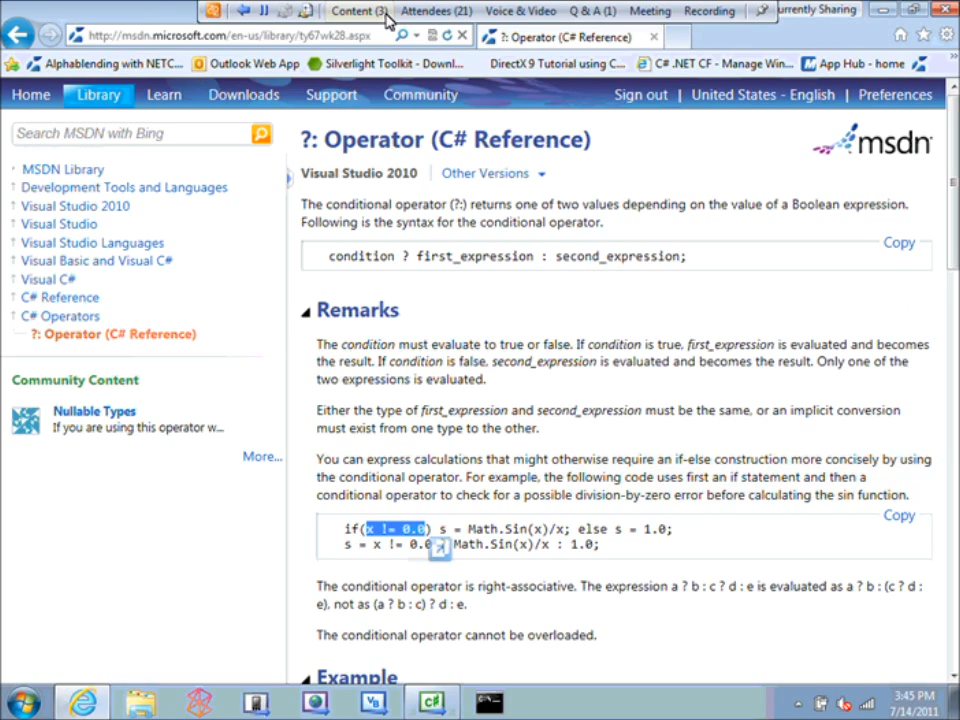 Content (3) Attendees (21) Voice & Video Q & A (1) Meeting Recording urrently Sharing
http://msdn.microsoft.com/en-us/library/ty67wk28.aspx ?: Operator (C# Reference)
Alphablending with NETC... Outlook Web App Silverlight Toolkit - Downl... DirectX 9 Tutorial using C... C# .NET CF - Manage Win... App Hub - home
Home Library Learn Downloads Support Community Sign out | United States - English | Preferences
Search MSDN with Bing
MSDN Library
Development Tools and Languages
Visual Studio 2010
Visual Studio
Visual Studio Languages
Visual Basic and Visual C#
Visual C#
C# Reference
C# Operators
?: Operator (C# Reference)
Community Content
Nullable Types
If you are using this operator w...
More...
?: Operator (C# Reference)
msdn
Visual Studio 2010 Other Versions
The conditional operator (?:) returns one of two values depending on the value of a Boolean expression.
Following is the syntax for the conditional operator.
Copy
condition ? first_expression : second_expression;
Remarks
The condition must evaluate to true or false. If condition is true, first_expression is evaluated and becomes
the result. If condition is false, second_expression is evaluated and becomes the result. Only one of the
two expressions is evaluated.
Either the type of first_expression and second_expression must be the same, or an implicit conversion
must exist from one type to the other.
You can express calculations that might otherwise require an if-else construction more concisely by using
the conditional operator. For example, the following code uses first an if statement and then a
conditional operator to check for a possible division-by-zero error before calculating the sin function.
Copy
if(x != 0.0) s = Math.Sin(x)/x; else s = 1.0;
s = x != 0.0 Math.Sin(x)/x : 1.0;
The conditional operator is right-associative. The expression a ? b : c ? d : e is evaluated as a ? b : (c ? d :
e), not as (a ? b : c) ? d : e.
The conditional operator cannot be overloaded.
Example
3:45 PM
7/14/2011